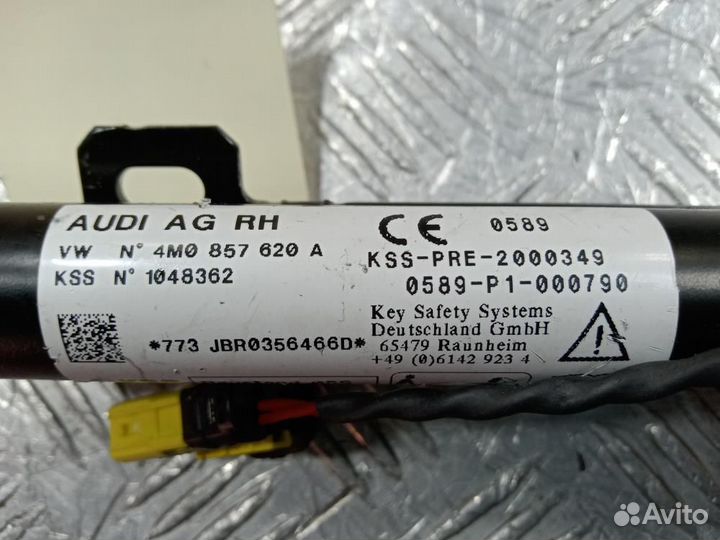 AUDI AG RH
CE 0589
VW N° 4M0 857 620 A
KSS-PRE-2000349
KSS N° 1048362
0589-P1-000790
Key Safety Systems
Deutschland GmbH
65479 Raunheim
+49 (0)6142 923 4
*773 JBR0356466D*
Avito